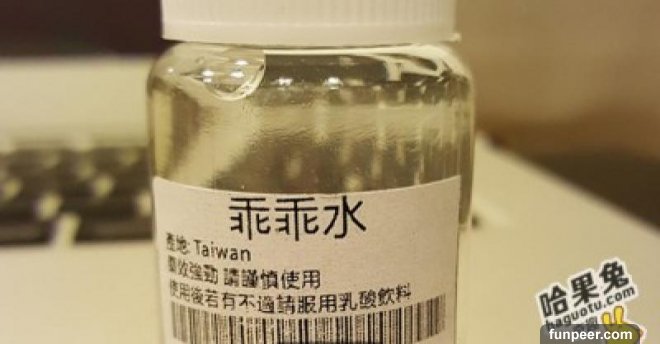 乖乖水
產地: Taiwan
優效強勁 請謹慎使用
使用後若有不適請服用乳酸飲料
哈果兔
haguotu.com
funpeer.com